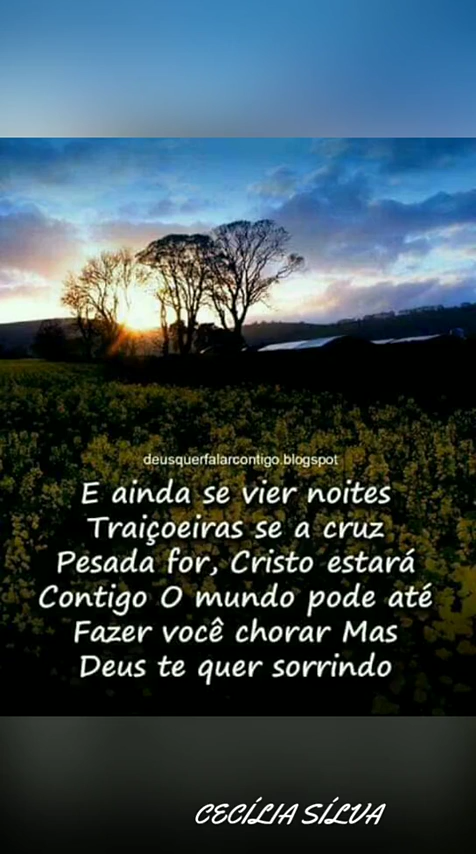 deusquerfalarcontigo.blogspot
E ainda se vier noites
Traiçoeiras se a cruz
Pesada for, Cristo estará
Contigo O mundo pode até
Fazer você chorar Mas
Deus te quer sorrindo
CECÍLIA SÍLVA